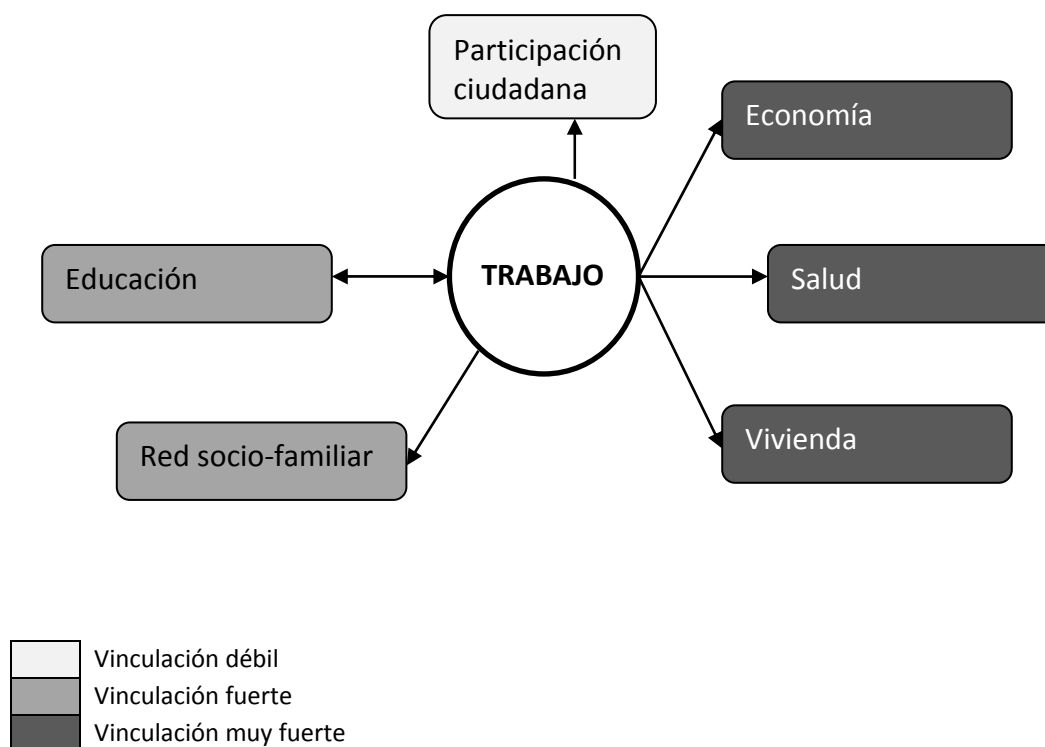 Participación
ciudadana
Economía
Educación
TRABAJO
Salud
Red socio-familiar
Vivienda
Vinculación débil
Vinculación fuerte
Vinculación muy fuerte